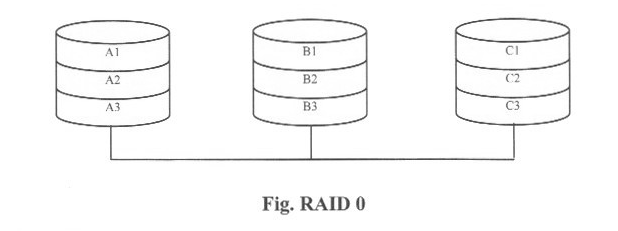 A1 B1 C1
A2 B2 C2
A3 B3 C3
Fig. RAID 0